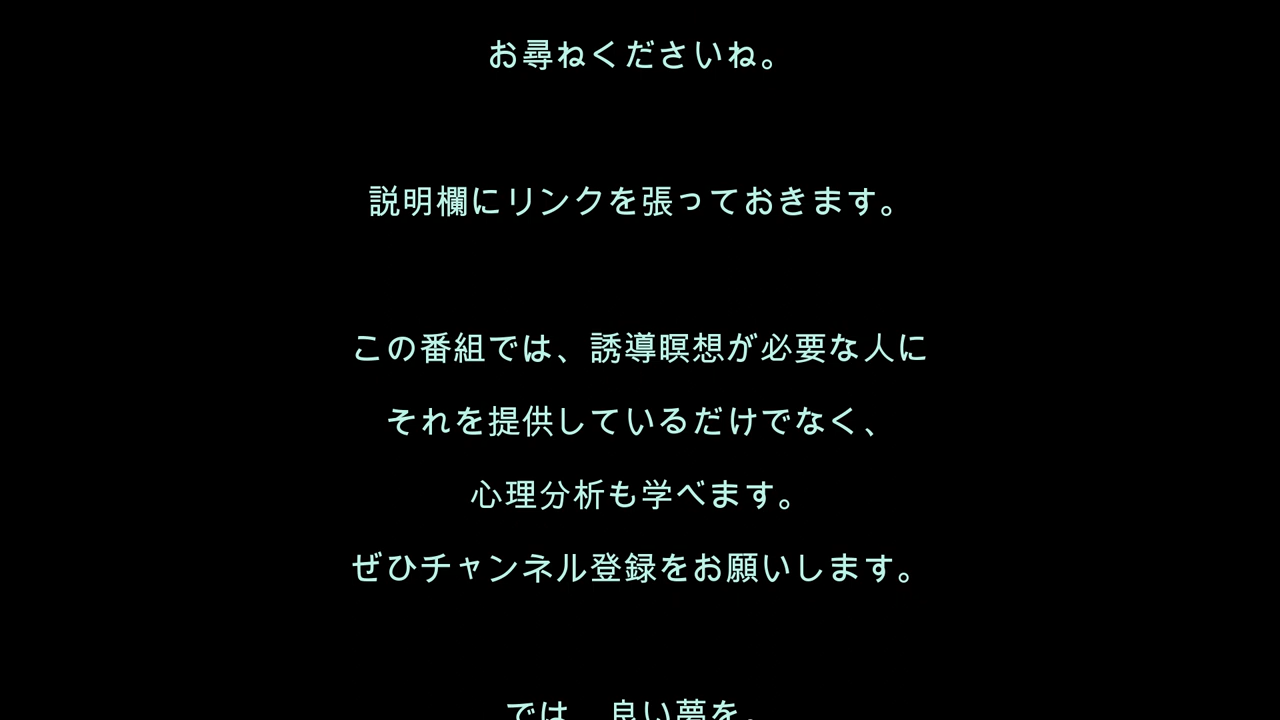 お尋ねくださいね。
説明欄にリンクを張っておきます。
この番組では、誘導瞑想が必要な人に
それを提供しているだけでなく、
心理分析も学べます。
ぜひチャンネル登録をお願いします。
では、良い夢を。